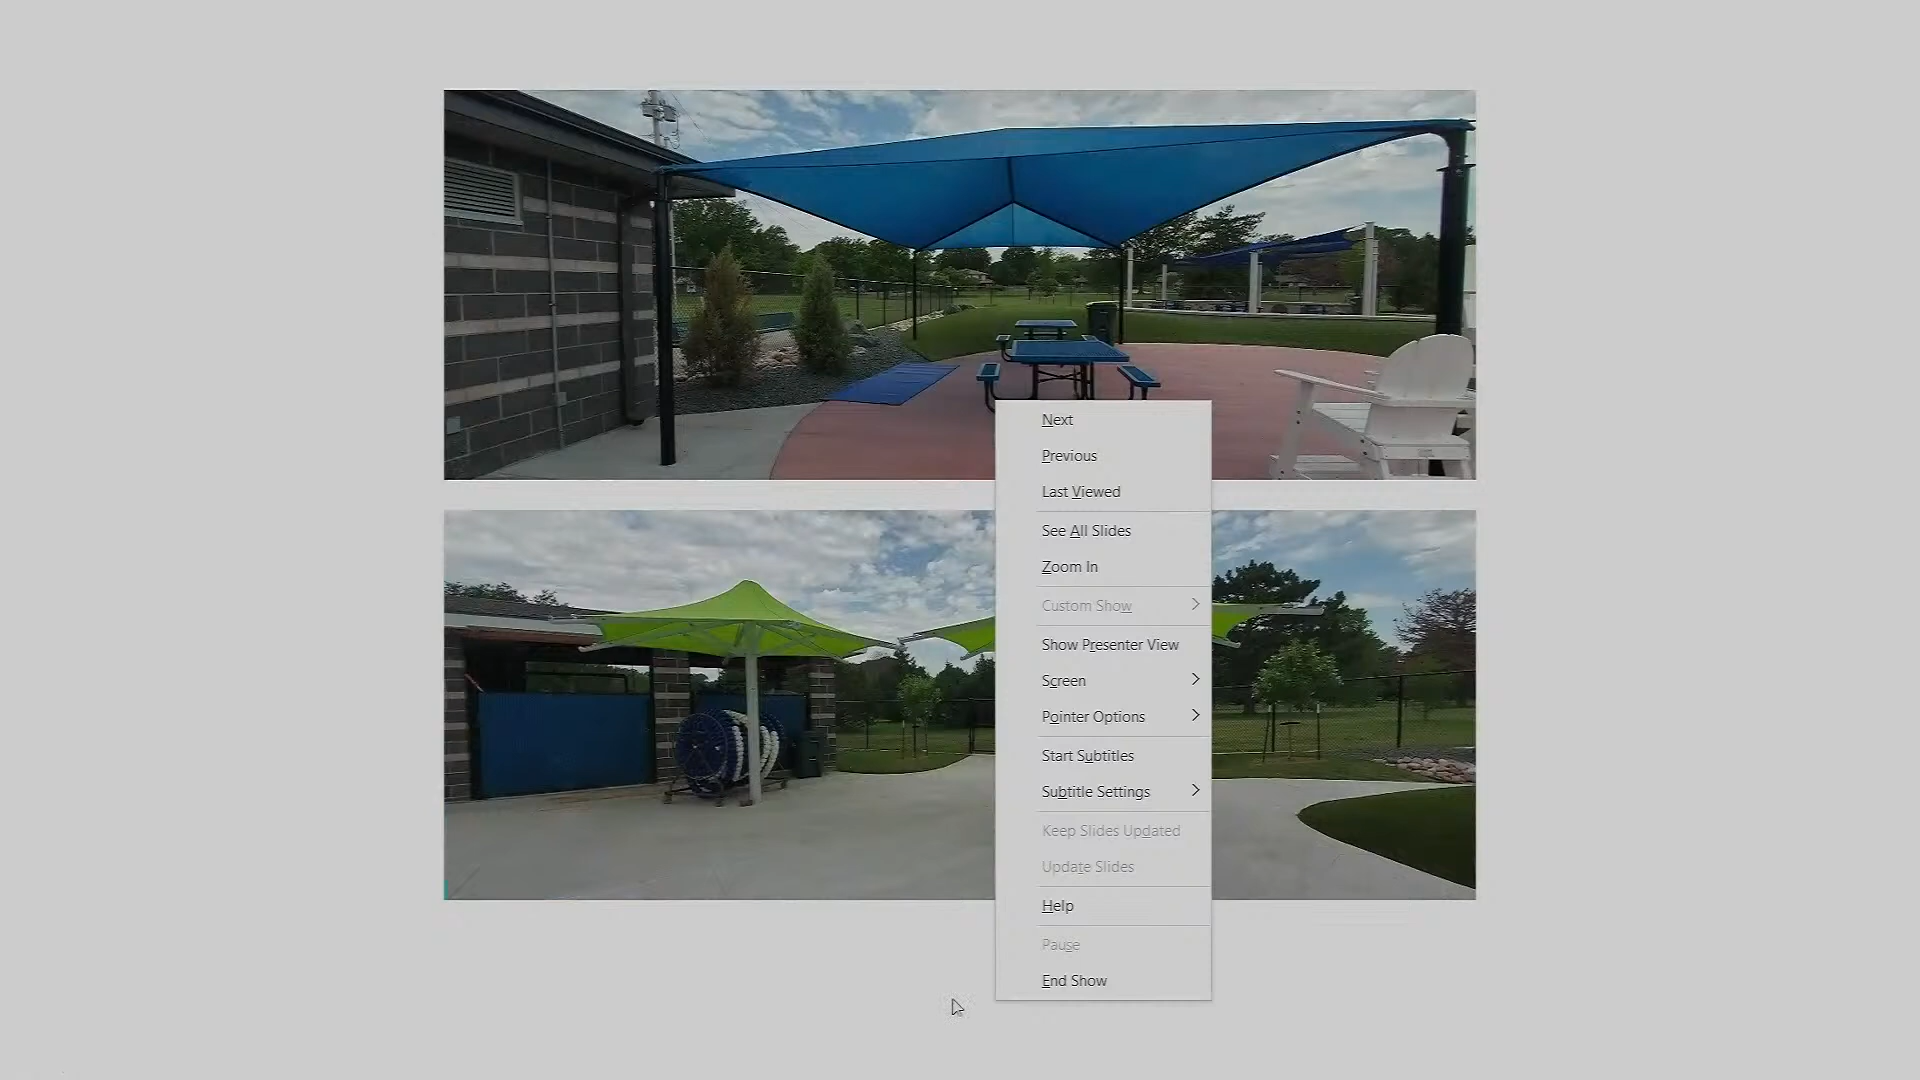 Next
Previous
Last Viewed
See All Slides
Zoom In
Custom Show
Show Presenter View
Screen
Pointer Options
Start Subtitles
Subtitle Settings
Keep Slides Updated
Update Slides
Help
Pause
End Show